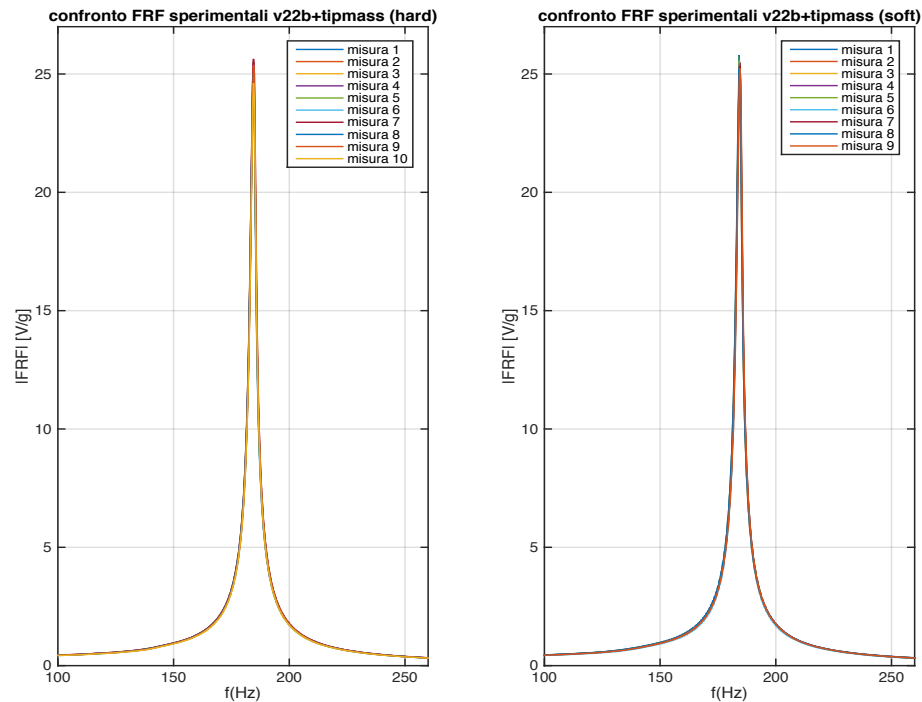 confronto FRF sperimentali v22b+tipmass (hard)
misura 1
misura 2
misura 3
misura 4
misura 5
misura 6
misura 7
misura 8
misura 9
misura 10
25
20
15
10
5
0
|FRF| [V/g]
100
150
200
250
f(Hz)
confronto FRF sperimentali v22b+tipmass (soft)
misura 1
misura 2
misura 3
misura 4
misura 5
misura 6
misura 7
misura 8
misura 9
25
20
15
10
5
0
|FRF| [V/g]
100
150
200
250
f(Hz)